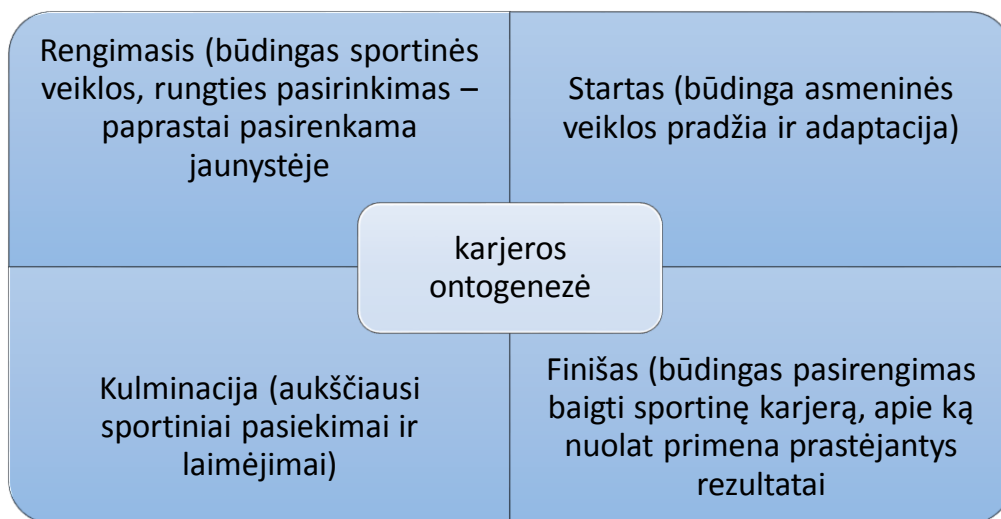 Rengimasis (būdingas sportinės
veiklos, rungties pasirinkimas –
paprastai pasirenkama
jaunystėje
Startas (būdinga asmeninės
veiklos pradžia ir adaptacija)
karjeros
ontogenezė
Kulminacija (aukščiausi
sportiniai pasiekimai ir
laimėjimai)
Finišas (būdingas pasirengimas
baigti sportinę karjerą, apie ką
nuolat primena prastėjantys
rezultatai